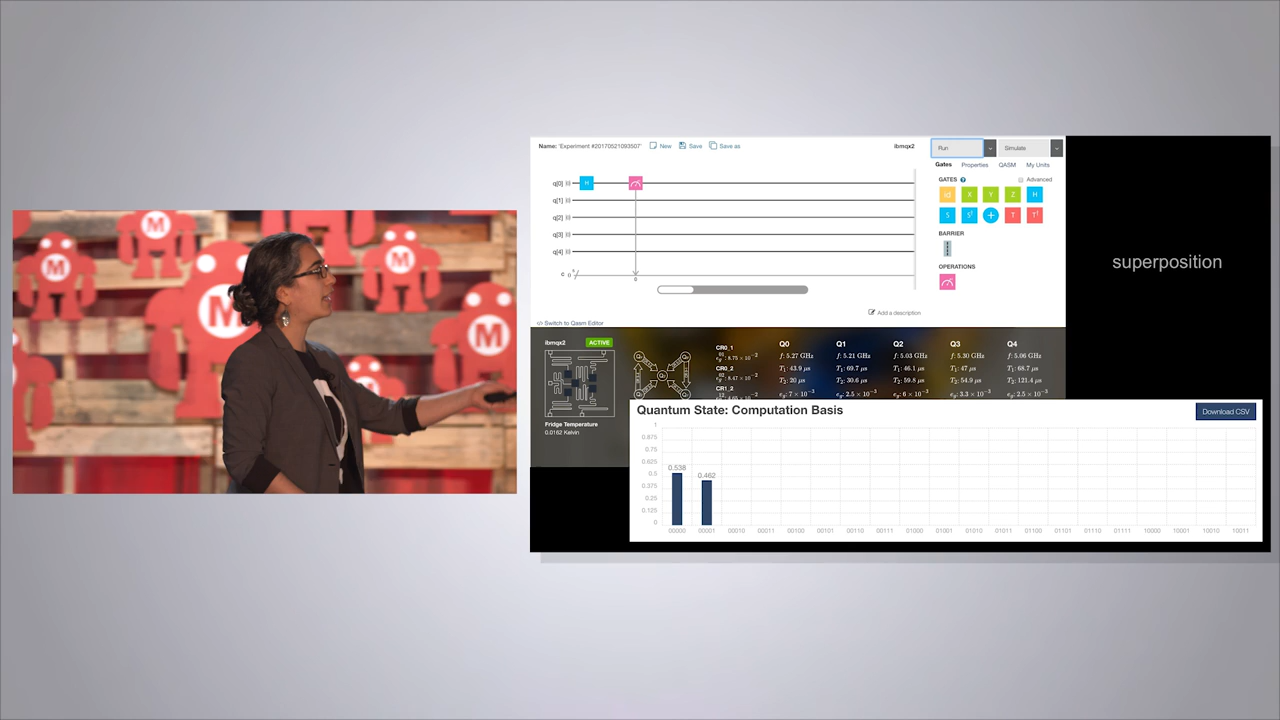 M
M
M
M
M
M
Name: 'Experiment #20170521093507'
New
Save
Save as
ibmqx2
Run
Simulate
Gates
Properties
QASM
My Units
GATES
Advanced
id
X
Y
Z
H
S
S†
+
T
T†
BARRIER
OPERATIONS
q[0]
H
q[1]
q[2]
q[3]
q[4]
c 0
0
Add a description
</> Switch to Qasm Editor
superposition
ibmqx2
ACTIVE
Fridge Temperature
0.0162 Kelvin
CR0_1
CR0_2
CR1_2
Q0 Q1 Q2 Q3 Q4
f: 5.27 GHz f: 5.21 GHz f: 5.03 GHz f: 5.30 GHz f: 5.06 GHz
T₁: 43.9 μs T₁: 69.7 μs T₁: 46.1 μs T₁: 47 μs T₁: 68.7 μs
T₂: 20 μs T₂: 30.6 μs T₂: 59.8 μs T₂: 54.9 μs T₂: 121.4 μs
Quantum State: Computation Basis
Download CSV
1
0.875
0.75
0.625
0.5
0.375
0.25
0.125
0
0.538
0.462
00000 00001 00010 00011 00100 00101 00110 00111 01000 01001 01010 01011 01100 01101 01110 01111 10000 10001 10010 10011